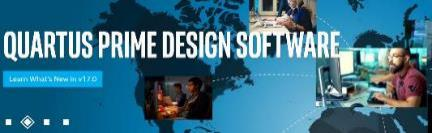 QUARTUS PRIME DESIGN SOFTWARE
Learn What's New in v17.0